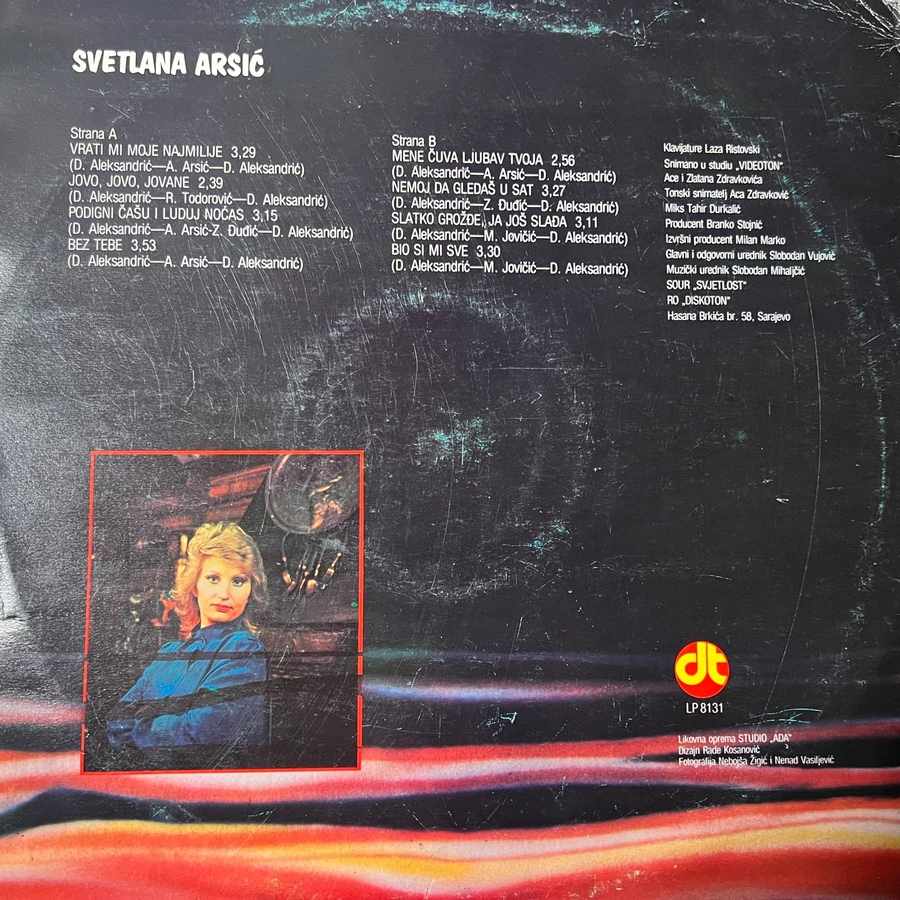 SVETLANA ARSIĆ
Strana A
VRATI MI MOJE NAJMILIJE 3,29
(D. Aleksandrić—A. Arsić—D. Aleksandrić)
JOVO, JOVO, JOVANE 2,39
(D. Aleksandrić—R. Todorović—D. Aleksandrić)
PODIGNI ČAŠU I LUDUJ NOĆAS 3,15
(D. Aleksandrić—A. Arsić-Z. Đuđić—D. Aleksandrić)
BEZ TEBE 3,53
(D. Aleksandrić—A. Arsić—D. Aleksandrić)
Strana B
MENE ČUVA LJUBAV TVOJA 2,56
(D. Aleksandrić—A, Arsić—D. Aleksandrić)
NEMOJ DA GLEDAŠ U SAT 3,27
(D. Aleksandrić—Z. Đuđić—D. Aleksandrić)
SLATKO GROŽĐE, JA JOŠ SLAĐA 3,11
(D. Aleksandrić—M. Jovičić—D. Aleksandrić)
BIO SI MI SVE 3,30
(D. Aleksandrić—M. Jovičić—D. Aleksandrić)
Klavijature Laza Ristovski
Snimano u studiu „VIDEOTON"
Ace i Zlatana Zdravkovića
Tonski snimatelj Aca Zdravković
Miks Tahir Durkalić
Producent Branko Stojnić
Izvršni producent Milan Marko
Glavni i odgovorni urednik Slobodan Vujović
Muzički urednik Slobodan Mihaljčić
SOUR „SVJETLOST"
RO „DISKOTON"
Hasana Brkića br. 58, Sarajevo
dt
LP 8131
Likovna oprema STUDIO „ADA"
Dizajn Rade Kosanović
Fotografija Nebojša Žigić i Nenad Vasiljević